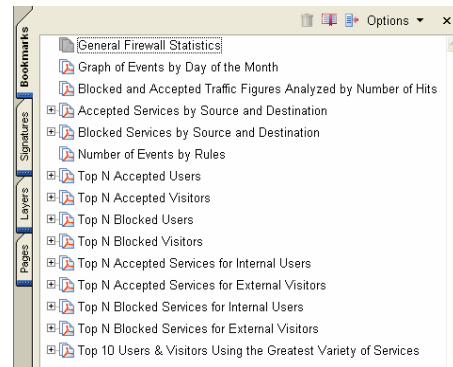 Options
Bookmarks
Signatures
Layers
Pages
General Firewall Statistics
Graph of Events by Day of the Month
Blocked and Accepted Traffic Figures Analyzed by Number of Hits
Accepted Services by Source and Destination
Blocked Services by Source and Destination
Number of Events by Rules
Top N Accepted Users
Top N Accepted Visitors
Top N Blocked Users
Top N Blocked Visitors
Top N Accepted Services for Internal Users
Top N Accepted Services for External Visitors
Top N Blocked Services for Internal Users
Top N Blocked Services for External Visitors
Top 10 Users & Visitors Using the Greatest Variety of Services